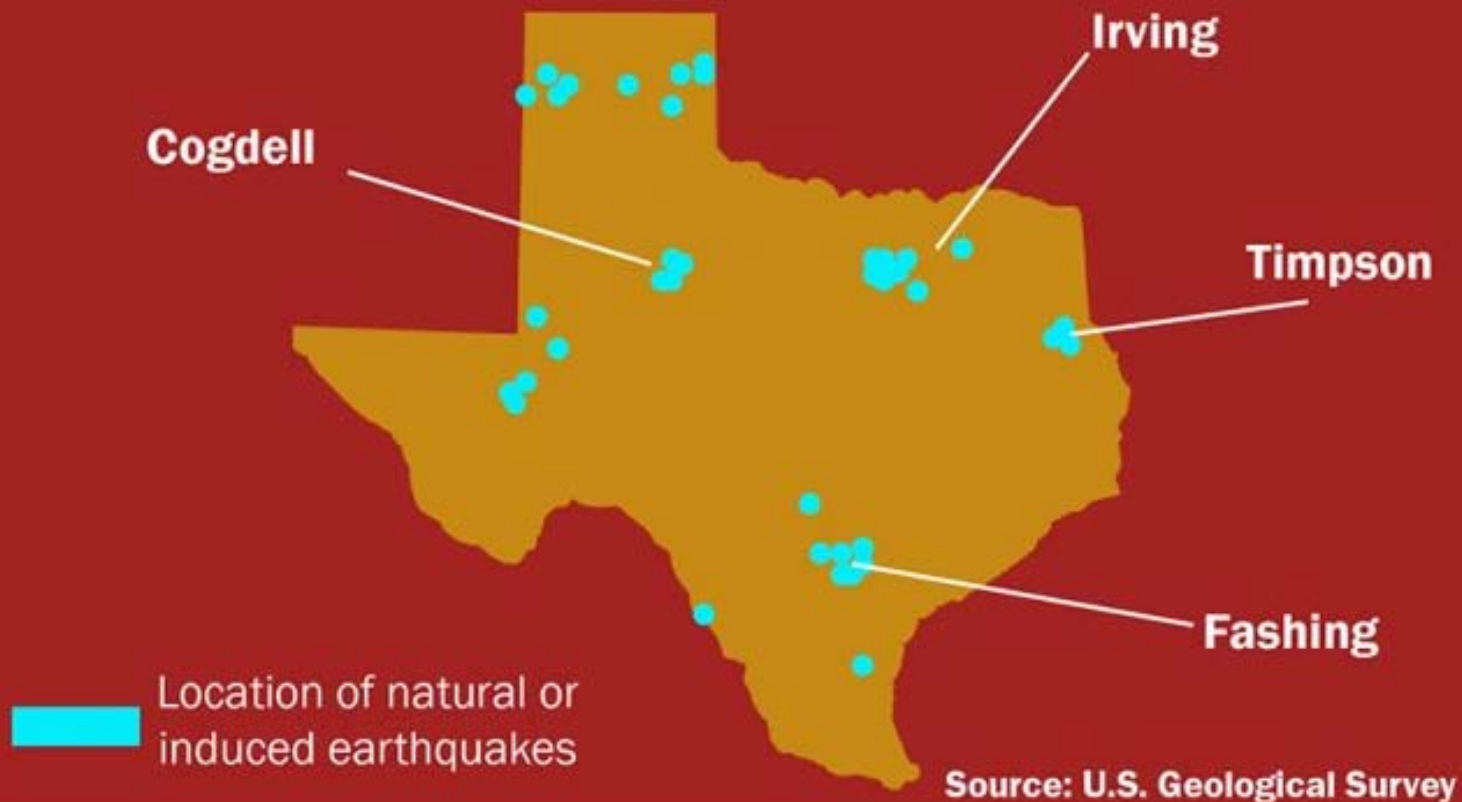 Irving
Cogdell
Timpson
Fashing
Location of natural or
induced earthquakes
Source: U.S. Geological Survey